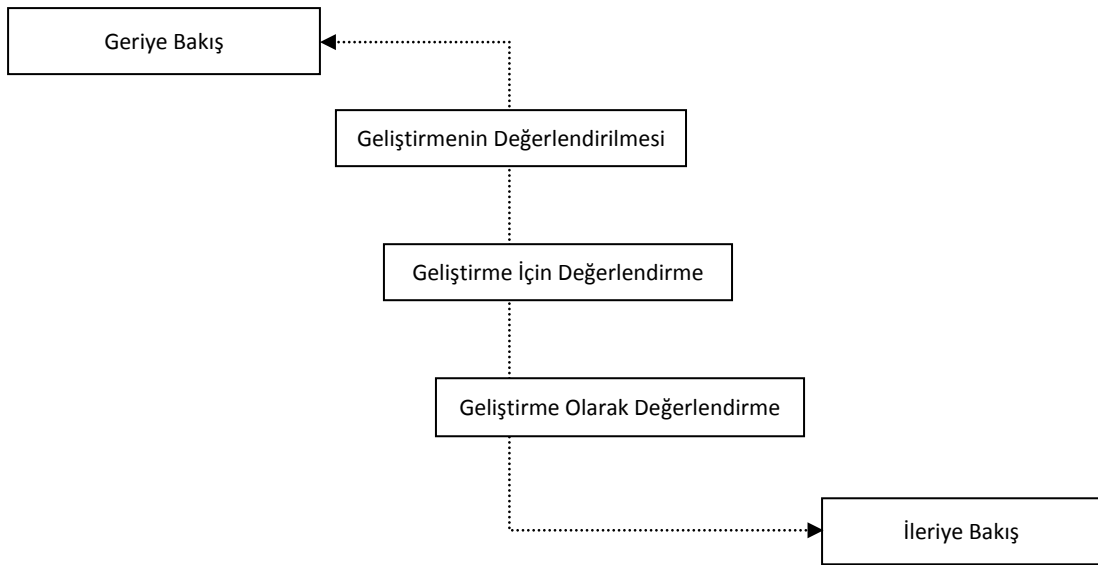 Geriye Bakış
Geliştirmenin Değerlendirilmesi
Geliştirme İçin Değerlendirme
Geliştirme Olarak Değerlendirme
İleriye Bakış